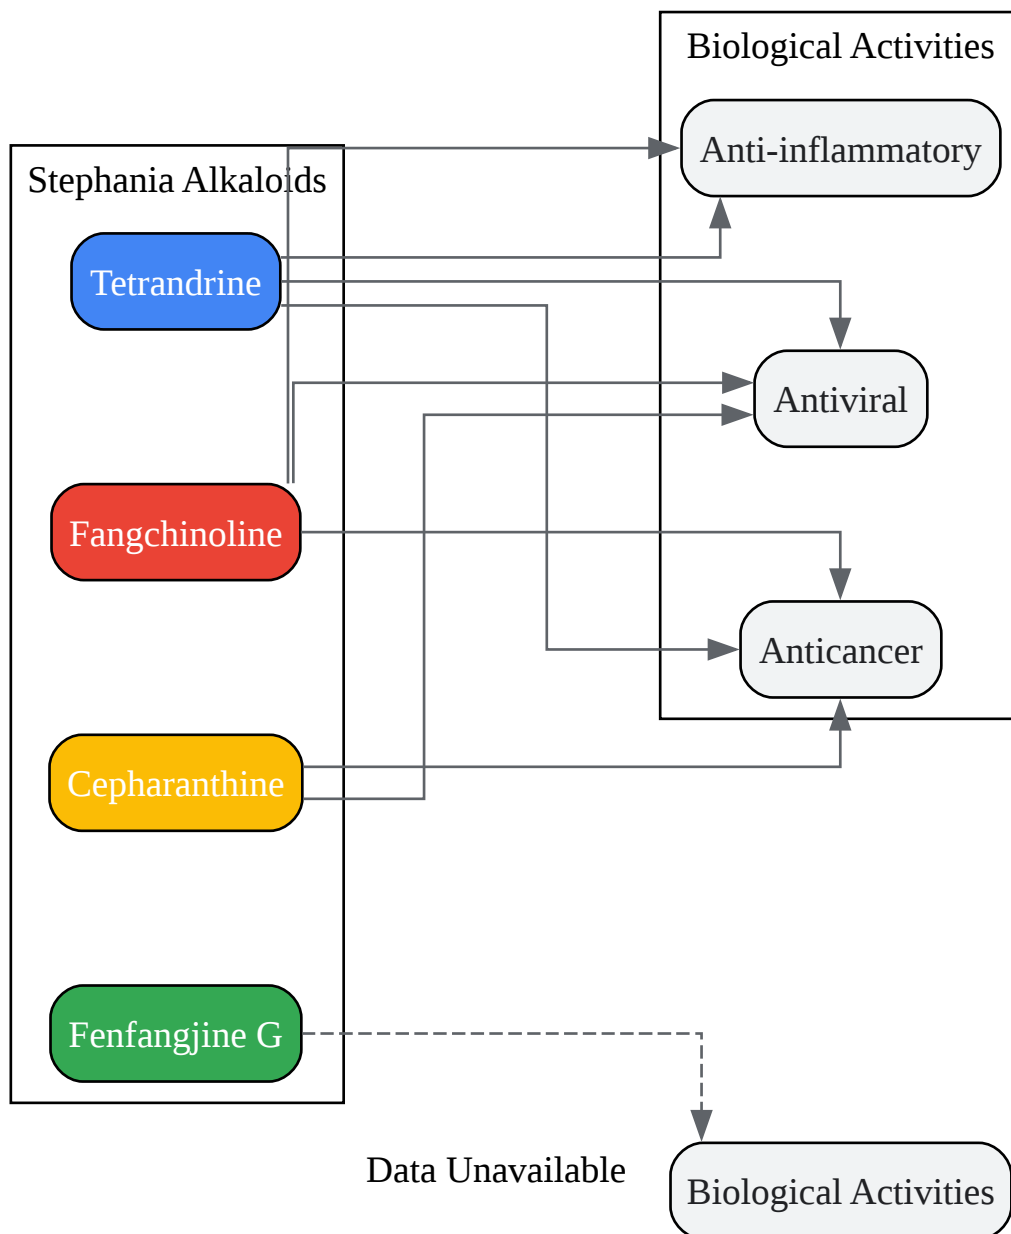 Biological Activities
Anti-inflammatory
Stephania Alkaloids
Tetrandrine
Antiviral
Fangchinoline
Anticancer
Cepharanthine
Fenfangjine G
Data Unavailable
Biological Activities